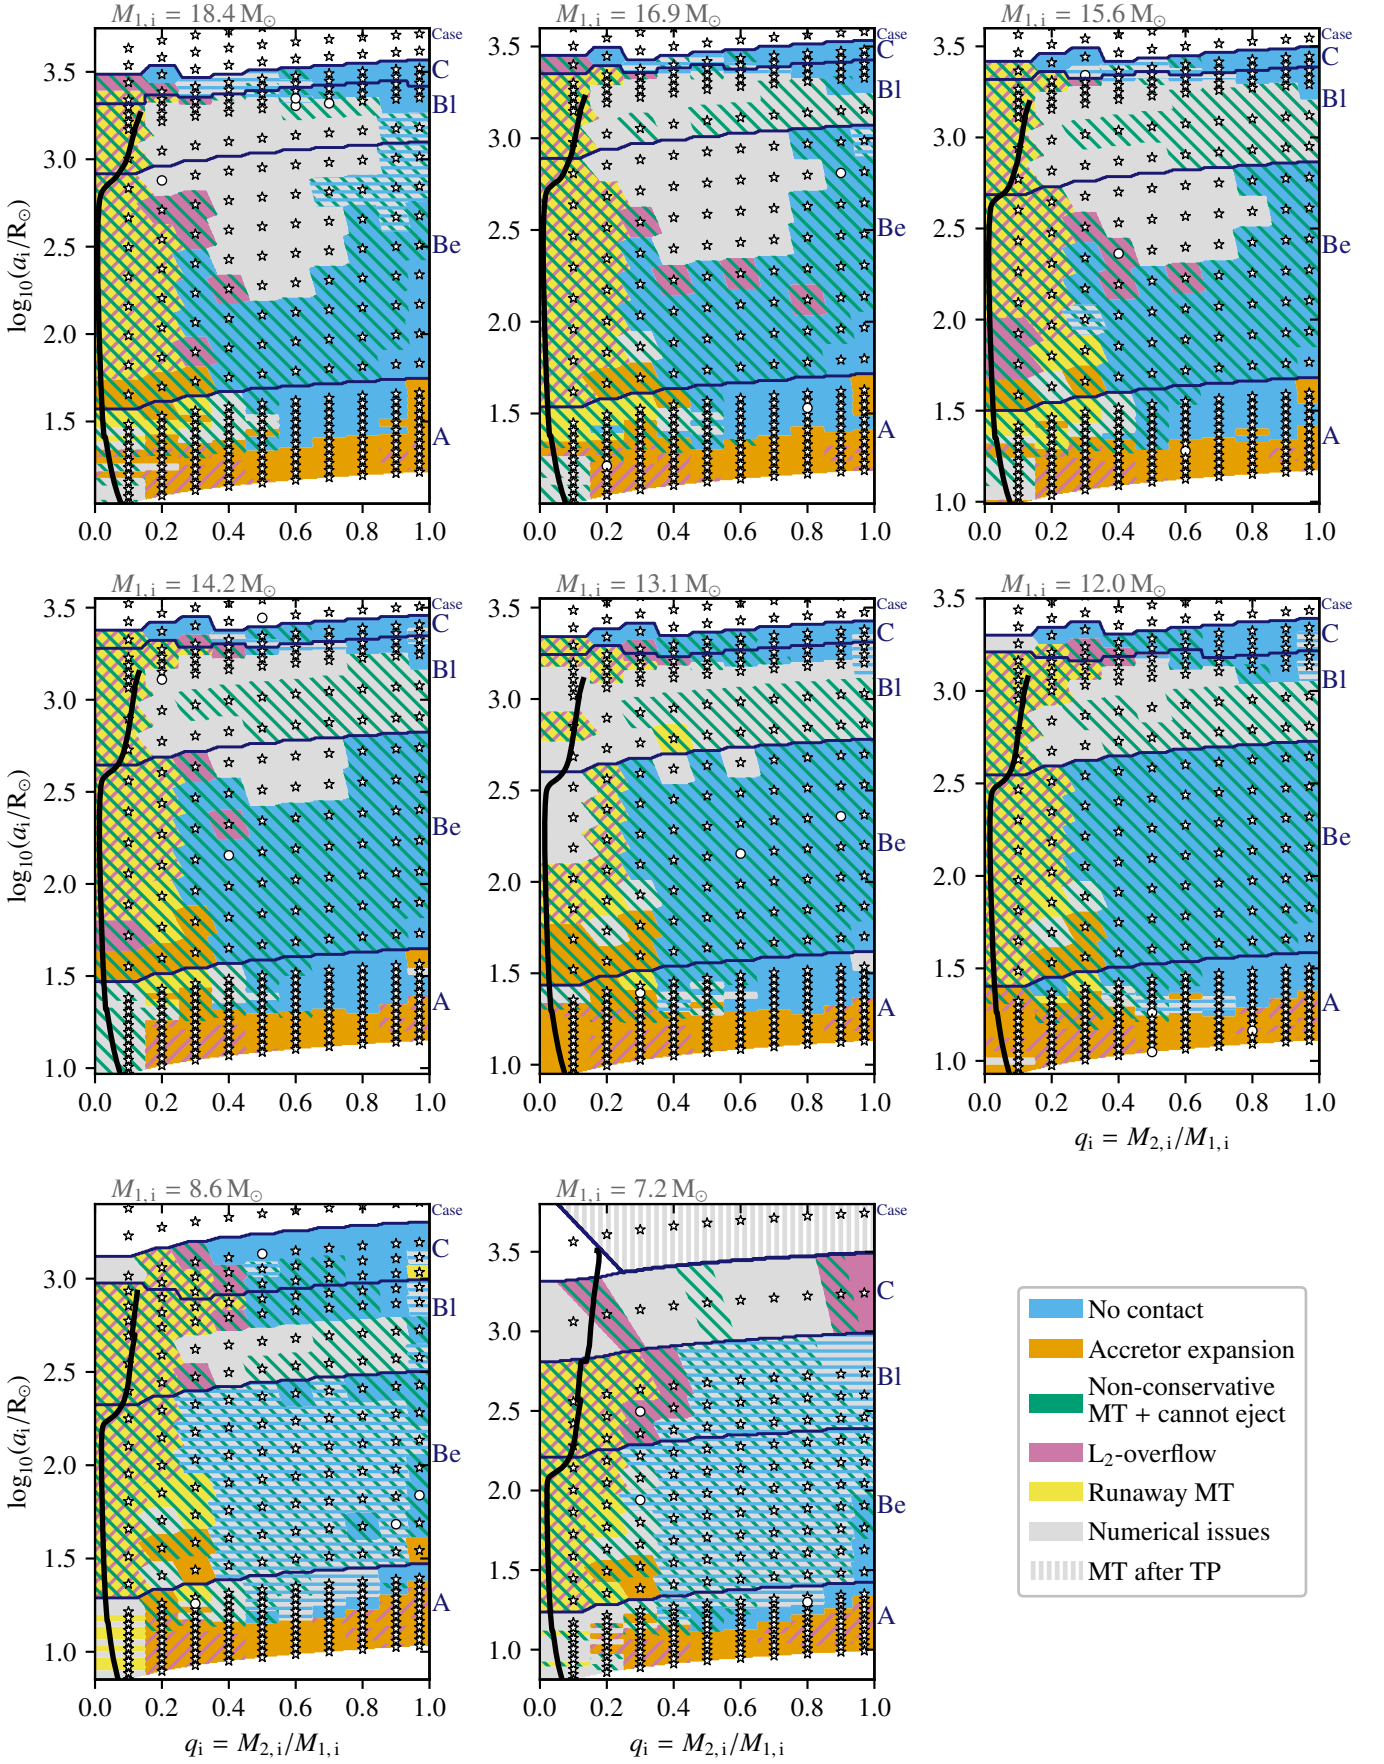 M1,i = 18.4 M⊙
M1,i = 16.9 M⊙
M1,i = 15.6 M⊙
log10(ai/R⊙)
3.5
3.0
2.5
2.0
1.5
0.0 0.2 0.4 0.6 0.8 1.0
Case
C
Bl
Be
A
3.5
3.0
2.5
2.0
1.5
0.0 0.2 0.4 0.6 0.8 1.0
Case
C
Bl
Be
A
3.5
3.0
2.5
2.0
1.5
1.0
0.0 0.2 0.4 0.6 0.8 1.0
Case
C
Bl
Be
A
M1,i = 14.2 M⊙
M1,i = 13.1 M⊙
M1,i = 12.0 M⊙
log10(ai/R⊙)
3.5
3.0
2.5
2.0
1.5
1.0
0.0 0.2 0.4 0.6 0.8 1.0
Case
C
Bl
Be
A
3.5
3.0
2.5
2.0
1.5
1.0
0.0 0.2 0.4 0.6 0.8 1.0
Case
C
Bl
Be
A
3.5
3.0
2.5
2.0
1.5
1.0
0.0 0.2 0.4 0.6 0.8 1.0
qi = M2,i/M1,i
Case
C
Bl
Be
A
M1,i = 8.6 M⊙
M1,i = 7.2 M⊙
log10(ai/R⊙)
3.0
2.5
2.0
1.5
1.0
0.0 0.2 0.4 0.6 0.8 1.0
qi = M2,i/M1,i
Case
C
Bl
Be
A
3.5
3.0
2.5
2.0
1.5
1.0
0.0 0.2 0.4 0.6 0.8 1.0
qi = M2,i/M1,i
Case
C
Bl
Be
A
No contact
Accretor expansion
Non-conservative
MT + cannot eject
L2-overflow
Runaway MT
Numerical issues
MT after TP